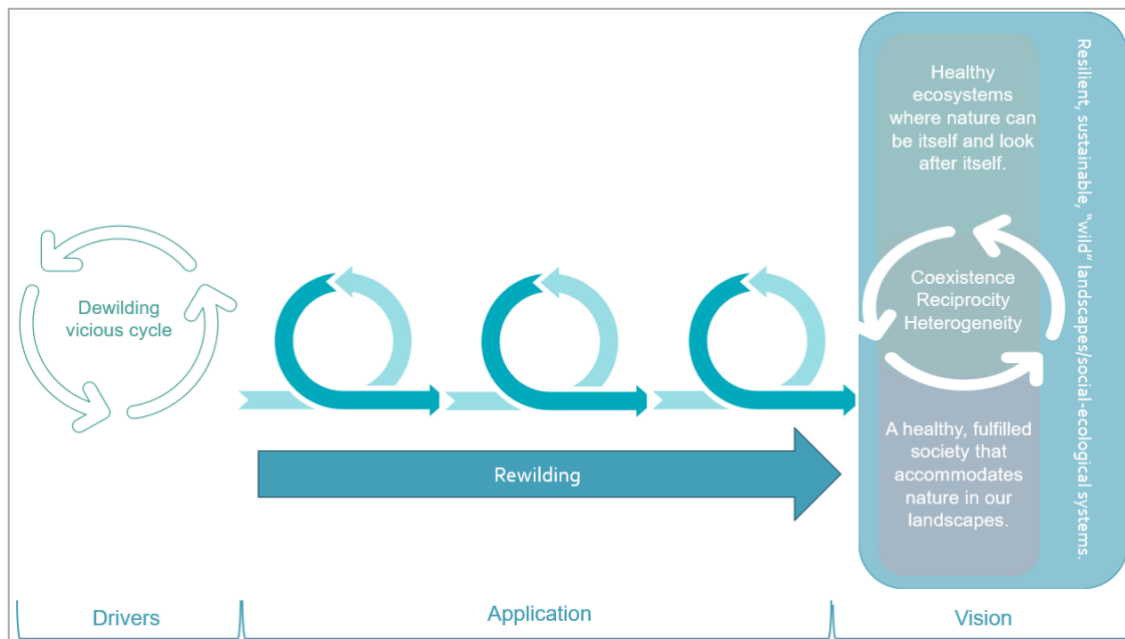 Dewilding
vicious cycle
Rewilding
Healthy
ecosystems
where nature can
be itself and look
after itself.
Coexistence
Reciprocity
Heterogeneity
A healthy, fulfilled
society that
accommodates
nature in our
landscapes.
Resilient, sustainable, "wild" landscapes/social-ecological systems.
Drivers
Application
Vision